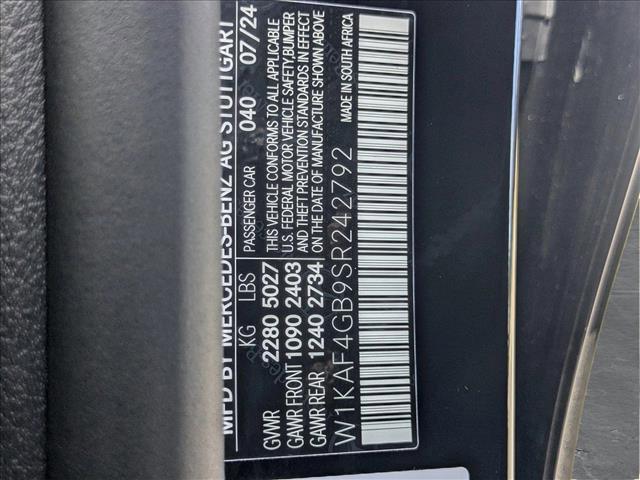 MFD BY MERCEDES-BENZ AG STUTTGART
KG LBS PASSENGER CAR 040 07/24
GVWR 2280 5027
GAWR FRONT 1090 2403
GAWR REAR 1240 2734
THIS VEHICLE CONFORMS TO ALL APPLICABLE
U.S. FEDERAL MOTOR VEHICLE SAFETY, BUMPER
AND THEFT PREVENTION STANDARDS IN EFFECT
ON THE DATE OF MANUFACTURE SHOWN ABOVE
W1KAF4GB9SR242792 MADE IN SOUTH AFRICA